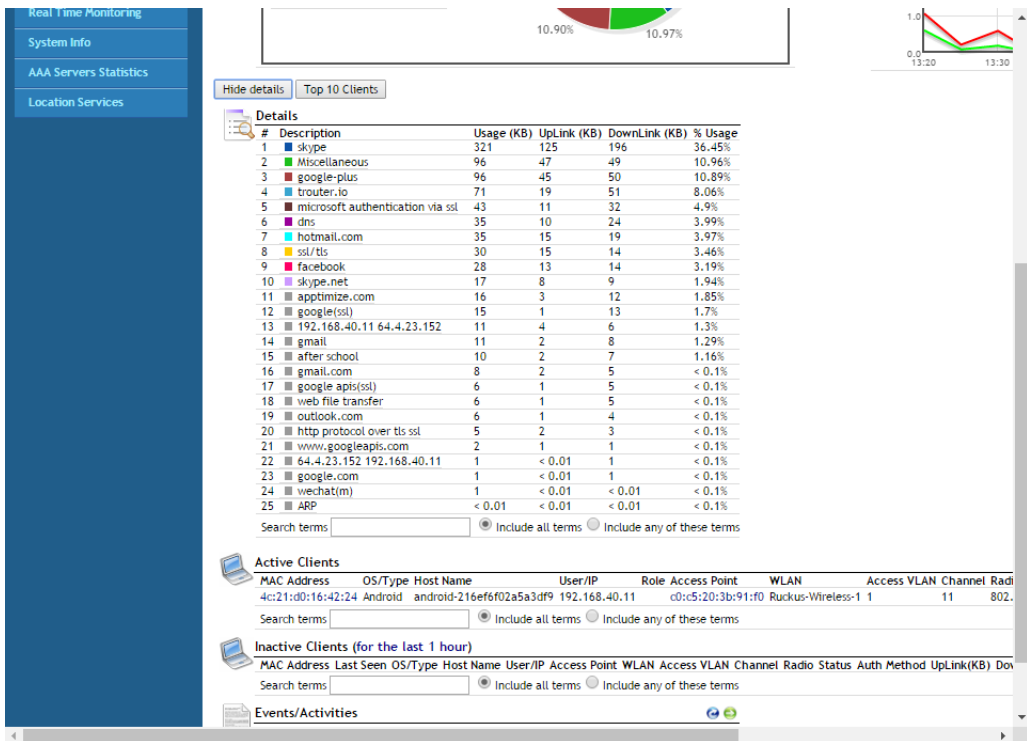 Real Time Monitoring
System Info
AAA Servers Statistics
Location Services
10.90%
10.97%
1.0
0.0
13:20
13:30
Hide details
Top 10 Clients
Details
# Description Usage (KB) UpLink (KB) DownLink (KB) % Usage
1 skype 321 125 196 36.45%
2 Miscellaneous 96 47 49 10.96%
3 google-plus 96 45 50 10.89%
4 trouter.io 71 19 51 8.06%
5 microsoft authentication via ssl 43 11 32 4.9%
6 dns 35 10 24 3.99%
7 hotmail.com 35 15 19 3.97%
8 ssl/tls 30 15 14 3.46%
9 facebook 28 13 14 3.19%
10 skype.net 17 8 9 1.94%
11 apptimize.com 16 3 12 1.85%
12 google(ssl) 15 1 13 1.7%
13 192.168.40.11 64.4.23.152 11 4 6 1.3%
14 gmail 11 2 8 1.29%
15 after school 10 2 7 1.16%
16 gmail.com 8 2 5 < 0.1%
17 google apis(ssl) 6 1 5 < 0.1%
18 web file transfer 6 1 5 < 0.1%
19 outlook.com 6 1 4 < 0.1%
20 http protocol over tls ssl 5 2 3 < 0.1%
21 www.googleapis.com 2 1 1 < 0.1%
22 64.4.23.152 192.168.40.11 1 < 0.01 1 < 0.1%
23 google.com 1 < 0.01 1 < 0.1%
24 wechat(m) 1 < 0.01 < 0.01 < 0.1%
25 ARP < 0.01 < 0.01 < 0.01 < 0.1%
Search terms Include all terms Include any of these terms
Active Clients
MAC Address OS/Type Host Name User/IP Role Access Point WLAN Access VLAN Channel Radi
4c:21:d0:16:42:24 Android android-216ef6f02a5a3df9 192.168.40.11 c0:c5:20:3b:91:f0 Ruckus-Wireless-1 1 11 802.
Search terms Include all terms Include any of these terms
Inactive Clients (for the last 1 hour)
MAC Address Last Seen OS/Type Host Name User/IP Access Point WLAN Access VLAN Channel Radio Status Auth Method UpLink(KB) Dov
Search terms Include all terms Include any of these terms
Events/Activities